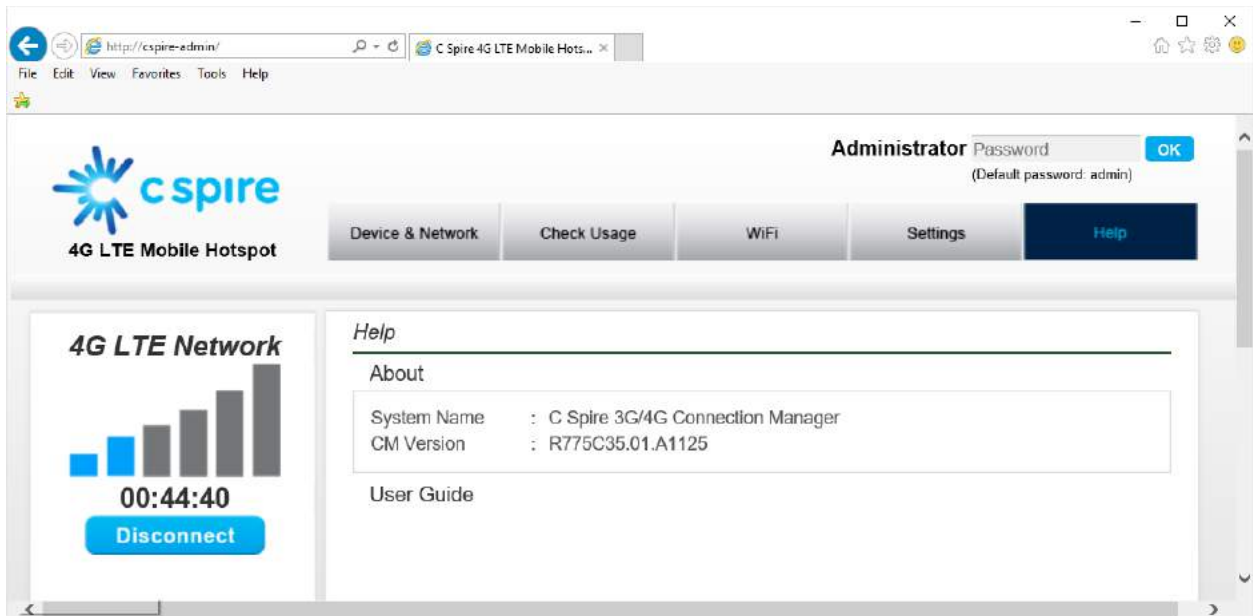 http://cspire-admin/
C Spire 4G LTE Mobile Hots...
File Edit View Favorites Tools Help
c spire
4G LTE Mobile Hotspot
Administrator Password OK
(Default password: admin)
Device & Network Check Usage WiFi Settings Help
4G LTE Network
00:44:40
Disconnect
Help
About
System Name : C Spire 3G/4G Connection Manager
CM Version : R775C35.01.A1125
User Guide